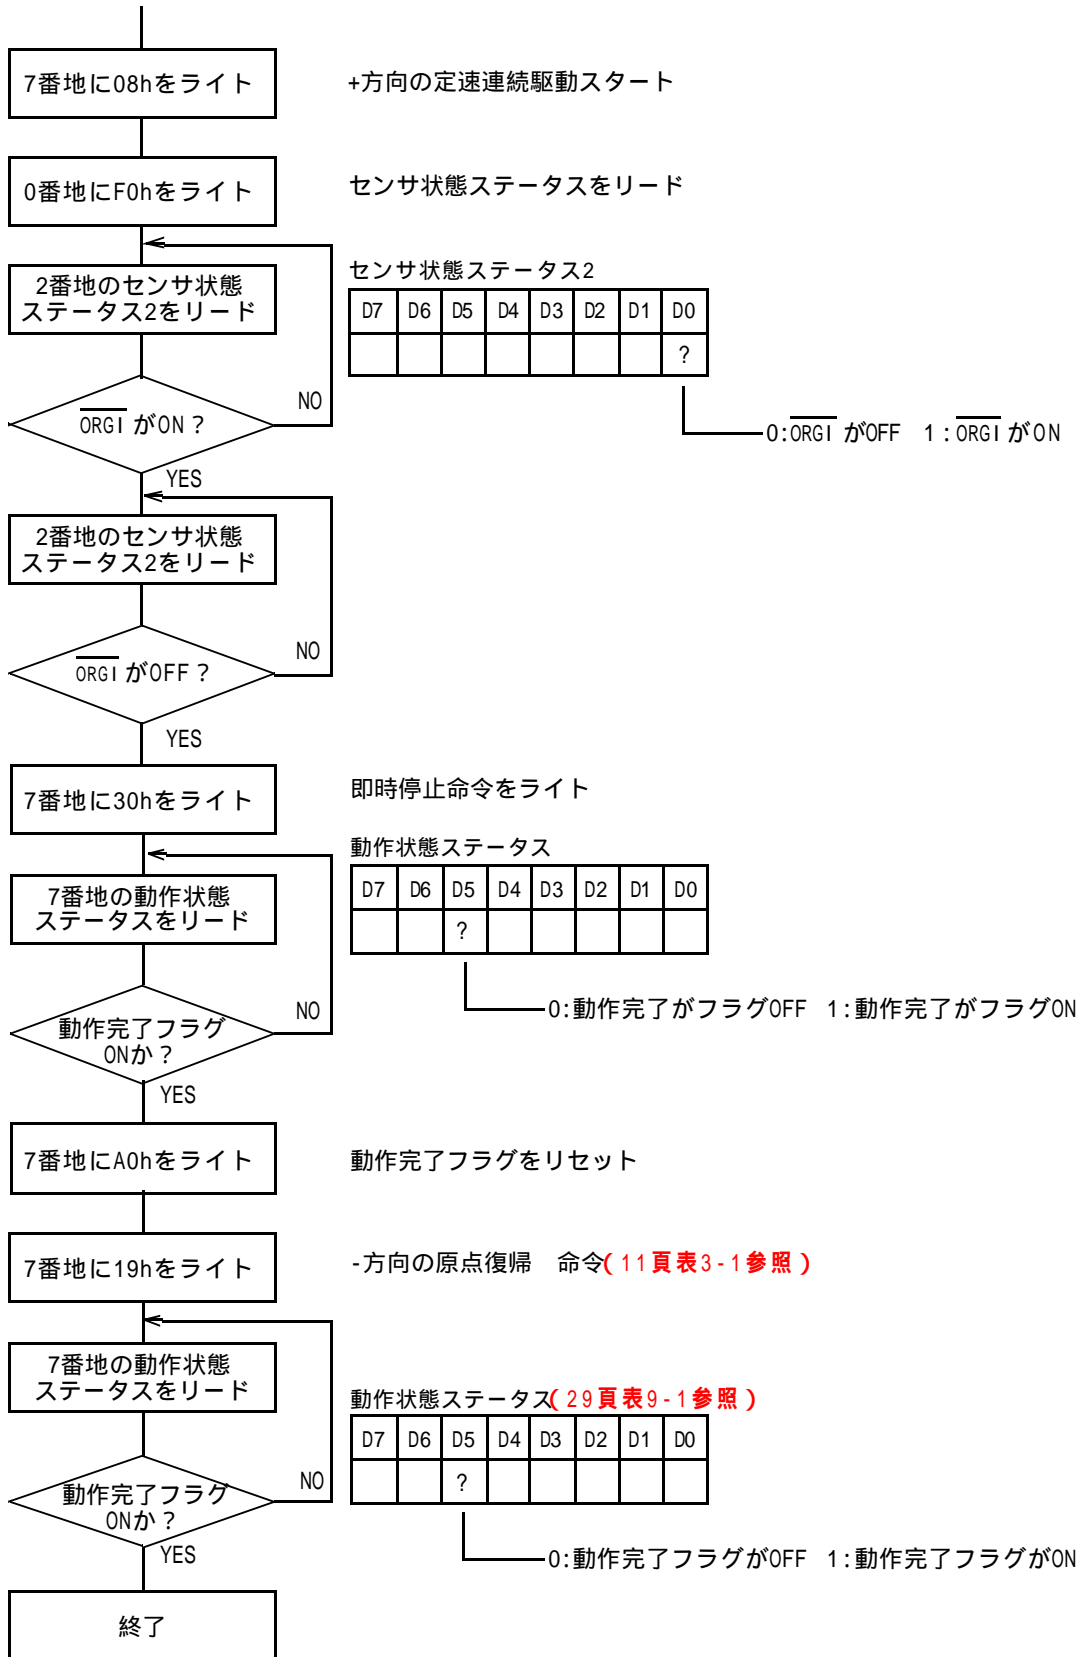 7番地に08hをライト
+方向の定速連続駆動スタート
0番地にF0hをライト
センサ状態ステータスをリード
2番地のセンサ状態
ステータス2をリード
センサ状態ステータス2
D7 D6 D5 D4 D3 D2 D1 D0
?
ORGI がON?
NO
0:ORGI がOFF 1:ORGI がON
YES
2番地のセンサ状態
ステータス2をリード
ORGI がOFF?
NO
YES
7番地に30hをライト
即時停止命令をライト
動作状態ステータス
7番地の動作状態
ステータスをリード
D7 D6 D5 D4 D3 D2 D1 D0
?
動作完了フラグ
ONか?
NO
0:動作完了がフラグOFF 1:動作完了がフラグON
YES
7番地にA0hをライト
動作完了フラグをリセット
7番地に19hをライト
-方向の原点復帰 命令(11頁表3-1参照)
7番地の動作状態
ステータスをリード
動作状態ステータス(29頁表9-1参照)
D7 D6 D5 D4 D3 D2 D1 D0
?
動作完了フラグ
ONか?
NO
YES
0:動作完了フラグがOFF 1:動作完了フラグがON
終了